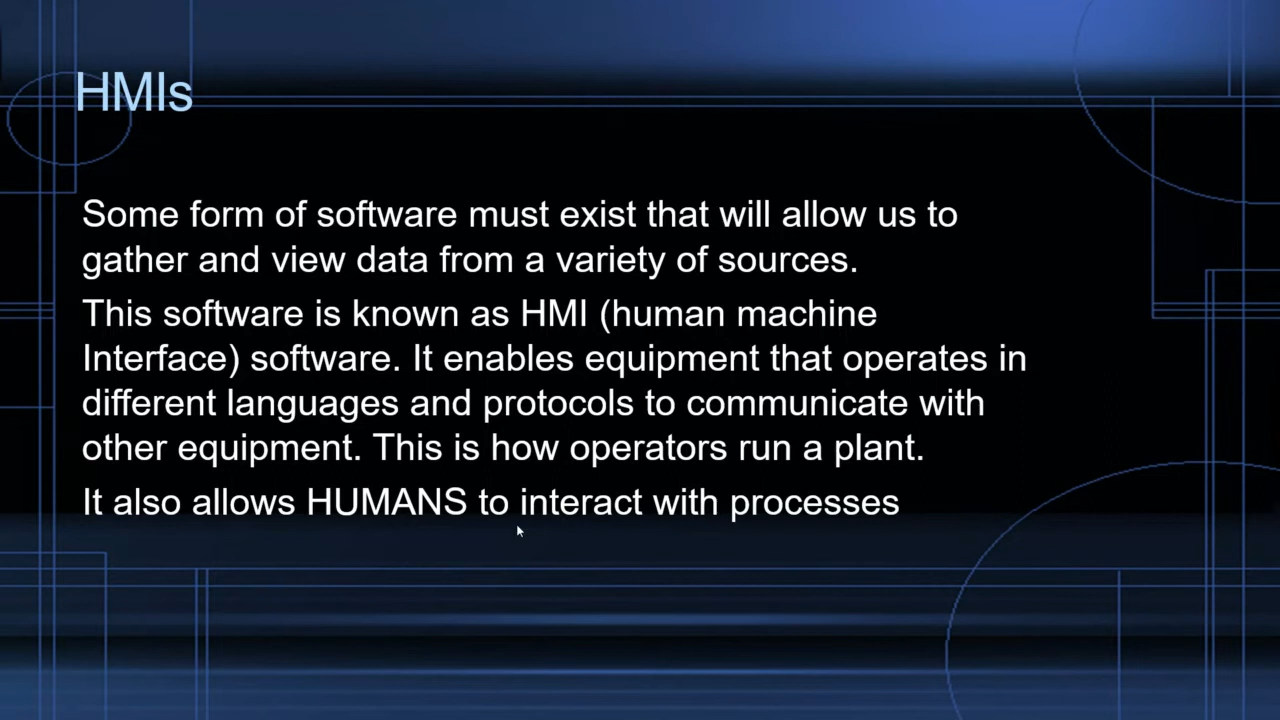 HMIs
Some form of software must exist that will allow us to
gather and view data from a variety of sources.
This software is known as HMI (human machine
Interface) software. It enables equipment that operates in
different languages and protocols to communicate with
other equipment. This is how operators run a plant.
It also allows HUMANS to interact with processes